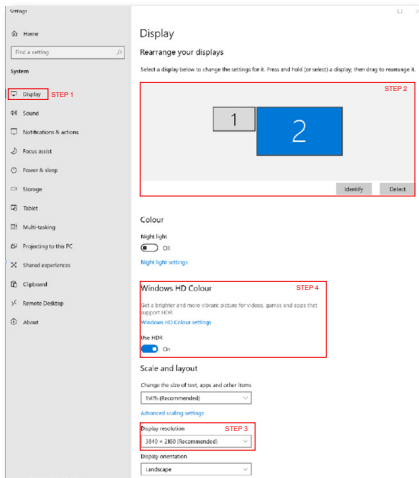 Settings
Home
Find a setting
System
Display STEP 1
Sound
Notifications & actions
Focus assist
Power & sleep
Storage
Tablet
Multi-tasking
Projecting to this PC
Shared experiences
Clipboard
Remote Desktop
About
Display
Rearrange your displays
Select a display below to change the settings for it. Press and hold (or select) a display, then drag to rearrange it.
STEP 2
1
2
Identify Detect
Colour
Night light
Off
Night light settings
Windows HD Colour STEP 4
Get a brighter and more vibrant picture for videos, games and apps that
support HDR.
Windows HD Colour settings
Use HDR
On
Scale and layout
Change the size of text, apps and other items
(Recommended)
Advanced scaling settings
Display resolution STEP 3
3840 × 2160 (Recommended)
Display orientation
Landscape